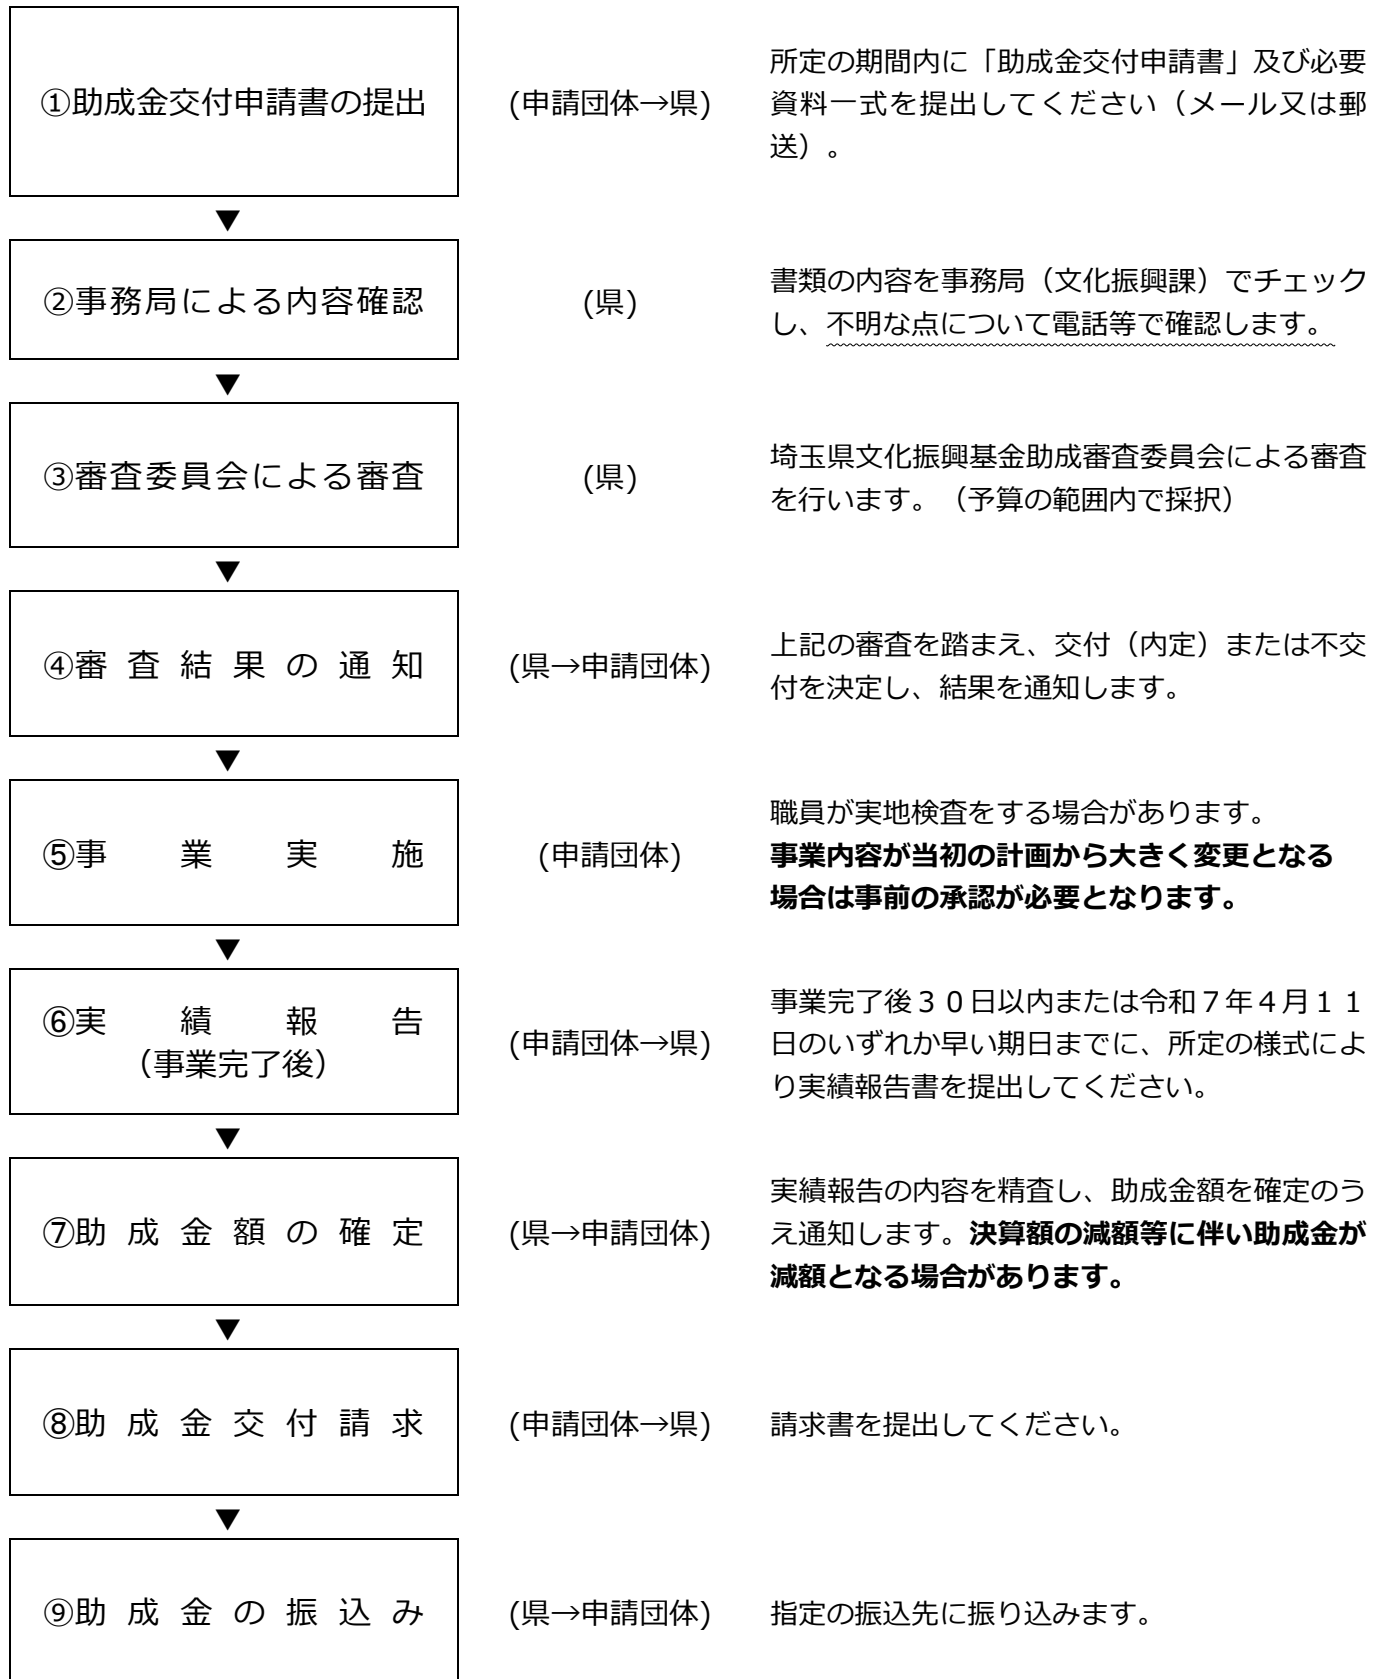 ①助成金交付申請書の提出
(申請団体→県)
所定の期間内に「助成金交付申請書」及び必要
資料一式を提出してください（メール又は郵
送）。
▼
②事務局による内容確認
(県)
書類の内容を事務局（文化振興課）でチェック
し、不明な点について電話等で確認します。
▼
③審査委員会による審査
(県)
埼玉県文化振興基金助成審査委員会による審査
を行います。（予算の範囲内で採択）
▼
④審査結果の通知
(県→申請団体)
上記の審査を踏まえ、交付（内定）または不交
付を決定し、結果を通知します。
▼
⑤事業実施
(申請団体)
職員が実地検査をする場合があります。
事業内容が当初の計画から大きく変更となる
場合は事前の承認が必要となります。
▼
⑥実績報告
（事業完了後）
(申請団体→県)
事業完了後３０日以内または令和７年４月１１
日のいずれか早い期日までに、所定の様式によ
り実績報告書を提出してください。
▼
⑦助成金額の確定
(県→申請団体)
実績報告の内容を精査し、助成金額を確定のう
え通知します。決算額の減額等に伴い助成金が
減額となる場合があります。
▼
⑧助成金交付請求
(申請団体→県)
請求書を提出してください。
▼
⑨助成金の振込み
(県→申請団体)
指定の振込先に振り込みます。